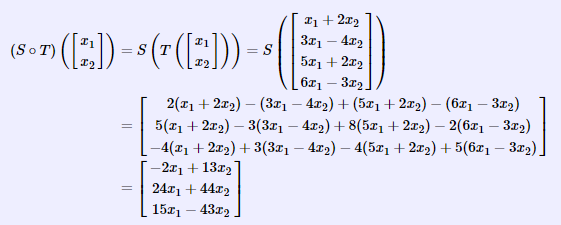 (S ∘ T) ([x₁ x₂]) = S (T ([x₁ x₂])) = S ([x₁ + 2x₂
3x₁ − 4x₂
5x₁ + 2x₂
6x₁ − 3x₂])
= [2(x₁ + 2x₂) − (3x₁ − 4x₂) + (5x₁ + 2x₂) − (6x₁ − 3x₂)
5(x₁ + 2x₂) − 3(3x₁ − 4x₂) + 8(5x₁ + 2x₂) − 2(6x₁ − 3x₂)
−4(x₁ + 2x₂) + 3(3x₁ − 4x₂) − 4(5x₁ + 2x₂) + 5(6x₁ − 3x₂)]
= [−2x₁ + 13x₂
24x₁ + 44x₂
15x₁ − 43x₂]